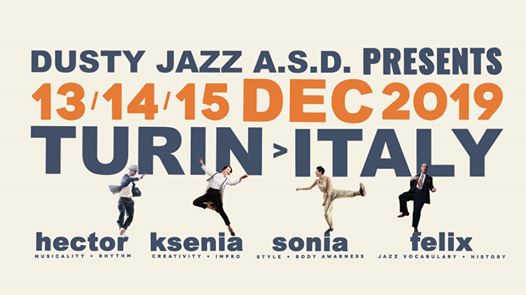 DUSTY JAZZ A.S.D. PRESENTS
13/14/15 DEC 2019
TURIN > ITALY
hector ksenia sonia felix
MUSICALITY • RHYTHM CREATIVITY • IMPRO STYLE • BODY AWARNESS JAZZ VOCABULARY • HISTORY